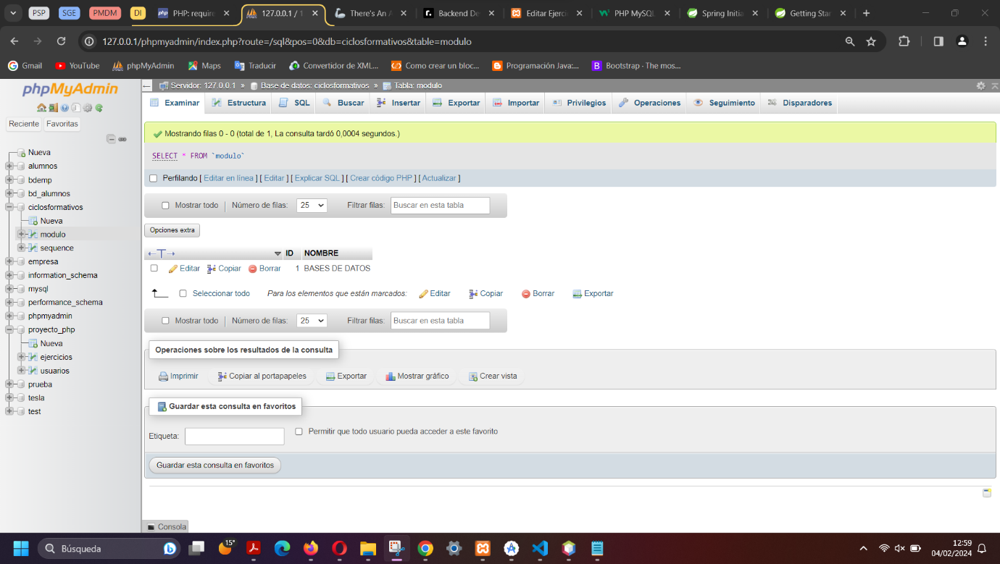 PSP SGE PMDM DI PHP: require 127.0.0.1 / 1 There's An A Backend De Editar Ejerci PHP MySQL Spring Initia Getting Star
127.0.0.1/phpmyadmin/index.php?route=/sql&pos=0&db=ciclosformativos&table=modulo
Gmail YouTube phpMyAdmin Maps Traducir Convertidor de XML... Como crear un bloc... Programación Java:... Bootstrap · The mos...
phpMyAdmin
Reciente Favoritas
Nueva
alumnos
bdemp
bd_alumnos
ciclosformativos
Nueva
modulo
sequence
empresa
information_schema
mysql
performance_schema
phpmyadmin
proyecto_php
Nueva
ejercicios
usuarios
prueba
tesla
test
Servidor: 127.0.0.1 » Base de datos: ciclosformativos » Tabla: modulo
Examinar Estructura SQL Buscar Insertar Exportar Importar Privilegios Operaciones Seguimiento Disparadores
Mostrando filas 0 - 0 (total de 1, La consulta tardó 0,0004 segundos.)
SELECT * FROM `modulo`
Perfilando [ Editar en línea ] [ Editar ] [ Explicar SQL ] [ Crear código PHP ] [ Actualizar ]
Mostrar todo Número de filas: 25 Filtrar filas: Buscar en esta tabla
Opciones extra
ID NOMBRE
Editar Copiar Borrar 1 BASES DE DATOS
Seleccionar todo Para los elementos que están marcados: Editar Copiar Borrar Exportar
Mostrar todo Número de filas: 25 Filtrar filas: Buscar en esta tabla
Operaciones sobre los resultados de la consulta
Imprimir Copiar al portapapeles Exportar Mostrar gráfico Crear vista
Guardar esta consulta en favoritos
Etiqueta: Permitir que todo usuario pueda acceder a este favorito
Guardar esta consulta en favoritos
Consola
Búsqueda 15° 12:59
04/02/2024